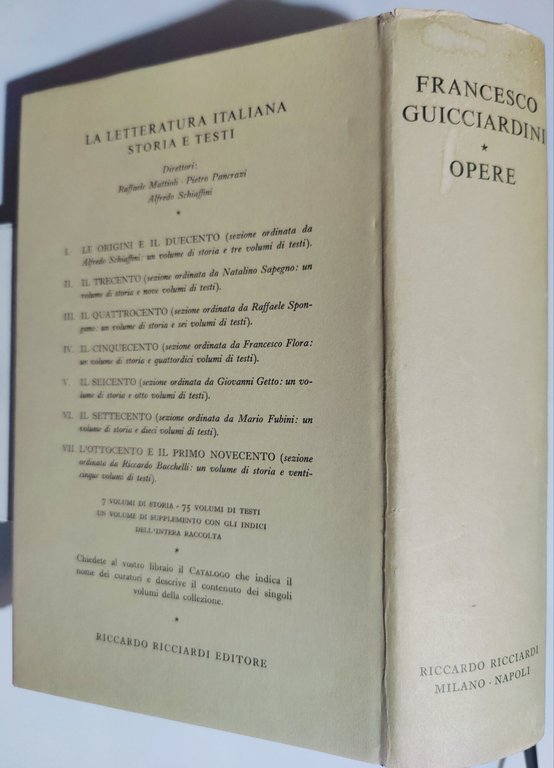 LA LETTERATURA ITALIANA
STORIA E TESTI
Direttori:
Raffaele Mattioli · Pietro Pancrazi
Alfredo Schiaffini
*
I. LE ORIGINI E IL DUECENTO (sezione ordinata da
Alfredo Schiaffini: un volume di storia e tre volumi di testi).
II. IL TRECENTO (sezione ordinata da Natalino Sapegno: un
volume di storia e nove volumi di testi).
III. IL QUATTROCENTO (sezione ordinata da Raffaele Spon-
gano: un volume di storia e sei volumi di testi).
IV. IL CINQUECENTO (sezione ordinata da Francesco Flora:
un volume di storia e quattordici volumi di testi).
V. IL SEICENTO (sezione ordinata da Giovanni Getto: un vo-
lume di storia e otto volumi di testi).
VI. IL SETTECENTO (sezione ordinata da Mario Fubini: un
volume di storia e dieci volumi di testi).
VII. L'OTTOCENTO E IL PRIMO NOVECENTO (sezione
ordinata da Riccardo Bacchelli: un volume di storia e venti-
cinque volumi di testi).
7 VOLUMI DI STORIA - 75 VOLUMI DI TESTI
UN VOLUME DI SUPPLEMENTO CON GLI INDICI
DELL'INTERA RACCOLTA
*
Chiedete al vostro libraio il CATALOGO che indica il
nome dei curatori e descrive il contenuto dei singoli
volumi della collezione.
*
RICCARDO RICCIARDI EDITORE
FRANCESCO
GUICCIARDINI
*
OPERE
RICCARDO RICCIARDI
MILANO · NAPOLI